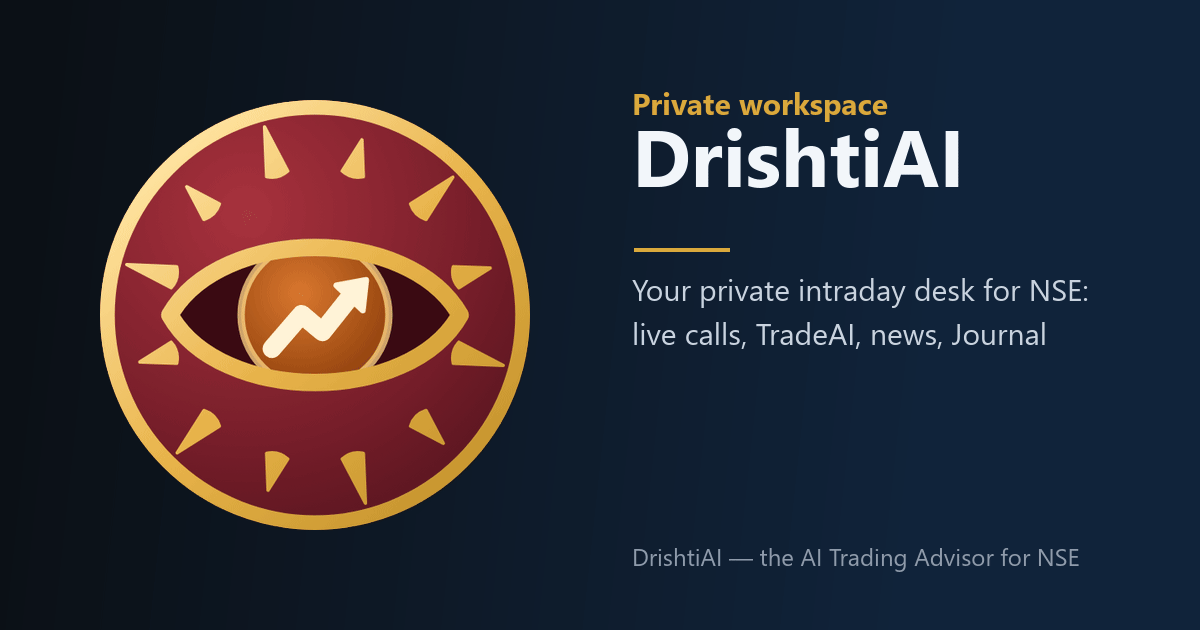 Private workspace
DrishtiAI
Your private intraday desk for NSE:
live calls, TradeAI, news, Journal
DrishtiAI — the AI Trading Advisor for NSE